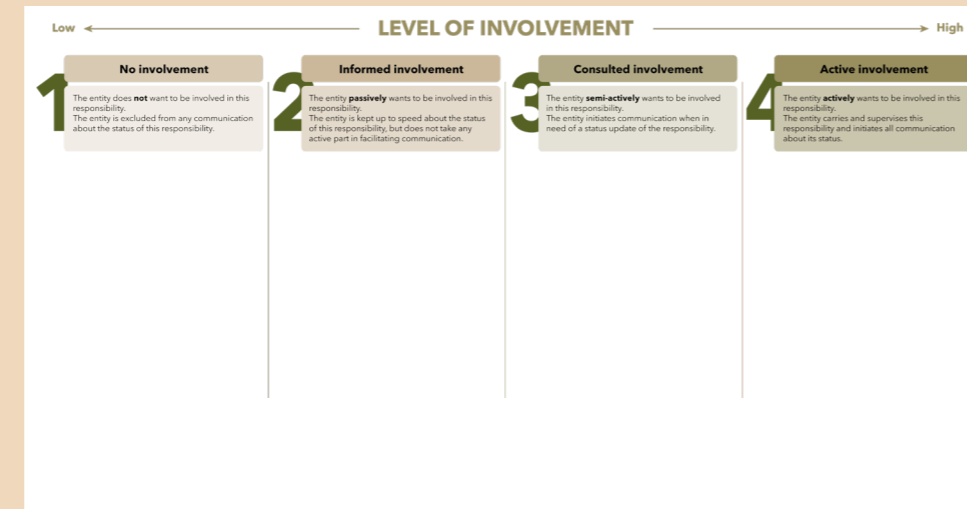 Low LEVEL OF INVOLVEMENT High
1 No involvement
The entity does not want to be involved in this
responsibility.
The entity is excluded from any communication
about the status of this responsibility.
2 Informed involvement
The entity passively wants to be involved in this
responsibility.
The entity is kept up to speed about the status
of this responsibility, but does not take any
active part in facilitating communication.
3 Consulted involvement
The entity semi-actively wants to be involved
in this responsibility.
The entity initiates communication when in
need of a status update of the responsibility.
4 Active involvement
The entity actively wants to be involved in this
responsibility.
The entity carries and supervises this
responsibility and initiates all communication
about its status.